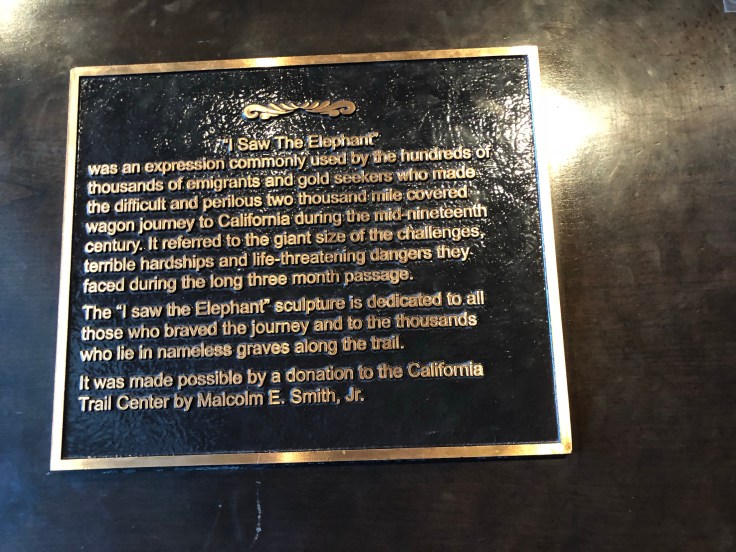 "I Saw The Elephant"
was an expression commonly used by the hundreds of
thousands of emigrants and gold seekers who made
the difficult and perilous two thousand mile covered
wagon journey to California during the mid-nineteenth
century. It referred to the giant size of the challenges,
terrible hardships and life-threatening dangers they
faced during the long three month passage.
The "I saw the Elephant" sculpture is dedicated to all
those who braved the journey and to the thousands
who lie in nameless graves along the trail.
It was made possible by a donation to the California
Trail Center by Malcolm E. Smith, Jr.